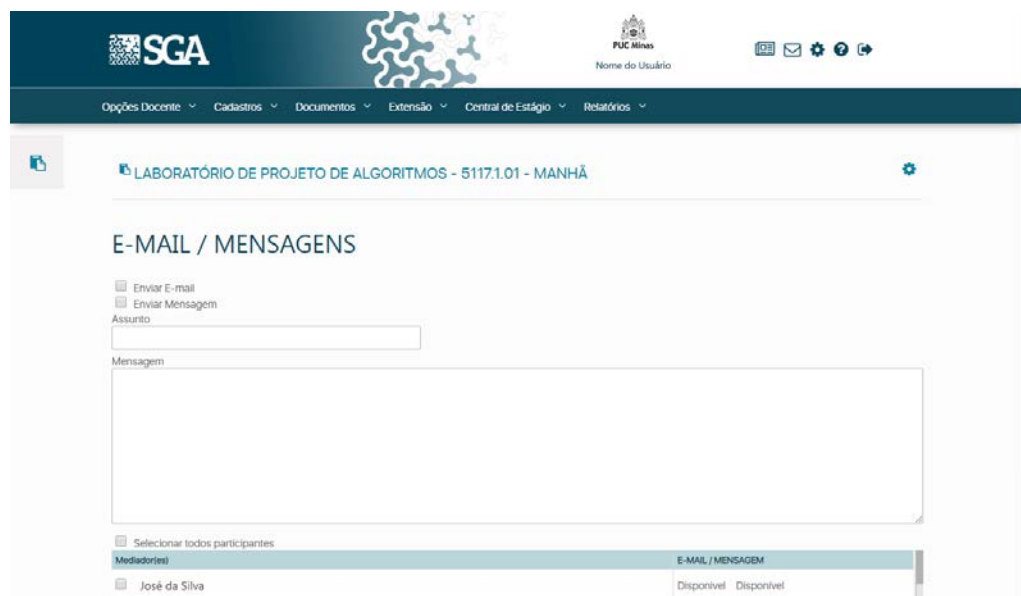 SGA
PUC Minas
Nome do Usuário
Opções Docente Cadastros Documentos Extensão Central de Estágio Relatórios
LABORATÓRIO DE PROJETO DE ALGORITMOS - 5117.1.01 - MANHÃ
E-MAIL / MENSAGENS
Enviar E-mail
Enviar Mensagem
Assunto
Mensagem
Selecionar todos participantes
Mediador(es) E-MAIL / MENSAGEM
José da Silva Disponível Disponível